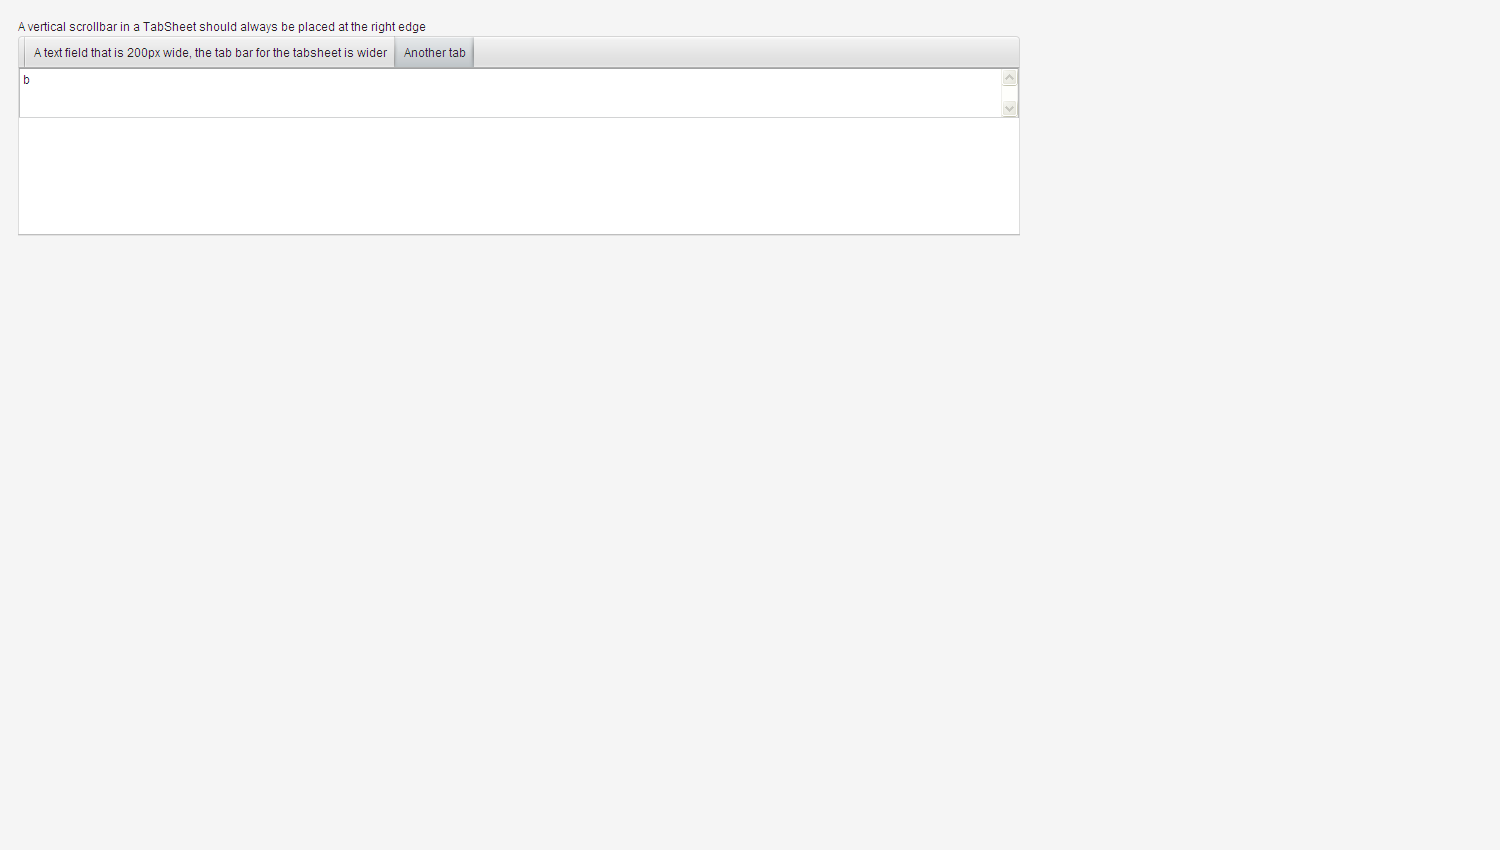 A vertical scrollbar in a TabSheet should always be placed at the right edge
A text field that is 200px wide, the tab bar for the tabsheet is wider Another tab
b